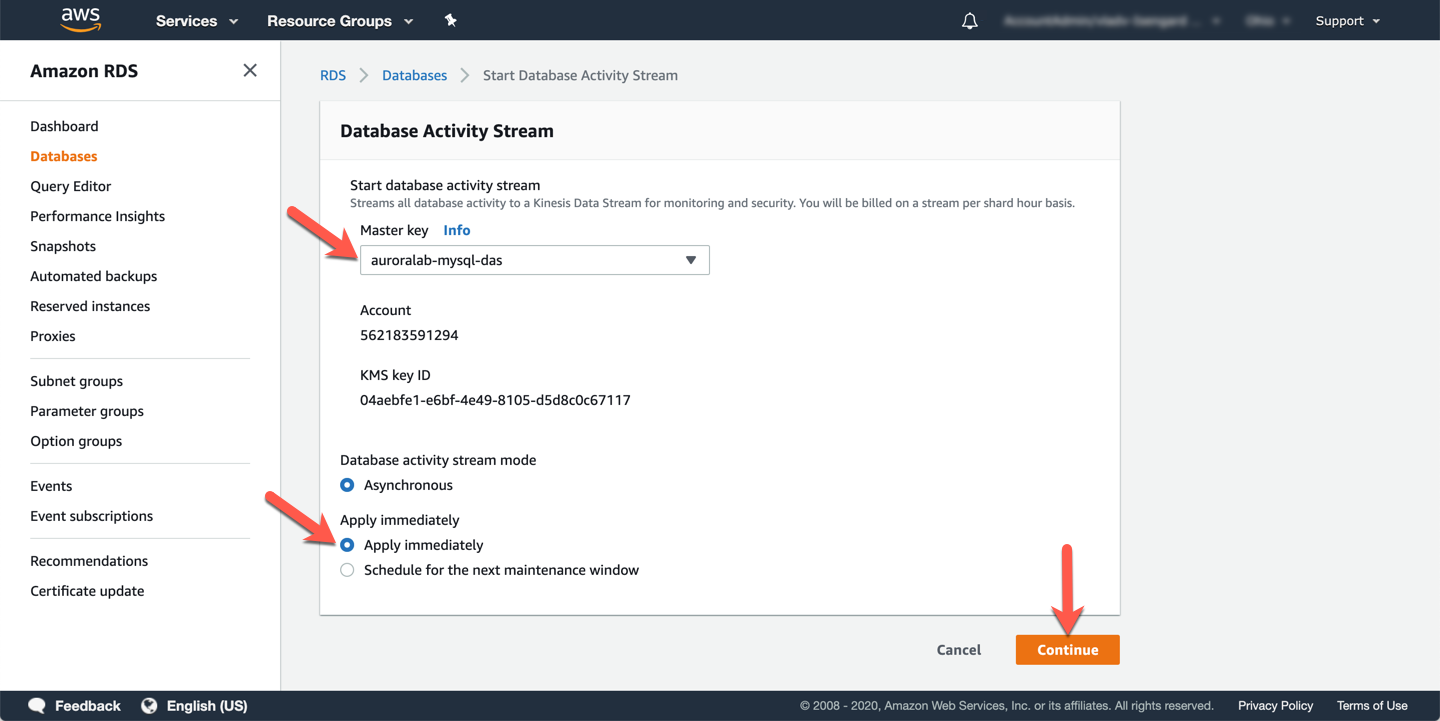 aws Services Resource Groups Support
Amazon RDS
Dashboard
Databases
Query Editor
Performance Insights
Snapshots
Automated backups
Reserved instances
Proxies
Subnet groups
Parameter groups
Option groups
Events
Event subscriptions
Recommendations
Certificate update
RDS Databases Start Database Activity Stream
Database Activity Stream
Start database activity stream
Streams all database activity to a Kinesis Data Stream for monitoring and security. You will be billed on a stream per shard hour basis.
Master key Info
auroralab-mysql-das
Account
562183591294
KMS key ID
04aebfe1-e6bf-4e49-8105-d5d8c0c67117
Database activity stream mode
Asynchronous
Apply immediately
Apply immediately
Schedule for the next maintenance window
Cancel Continue
Feedback English (US) © 2008 - 2020, Amazon Web Services, Inc. or its affiliates. All rights reserved. Privacy Policy Terms of Use